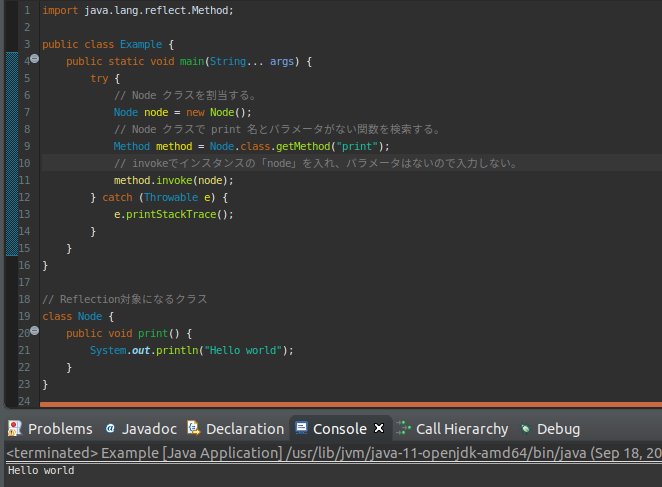 1 import java.lang.reflect.Method;
2
3 public class Example {
4 public static void main(String... args) {
5 try {
6 // Node クラスを割当する。
7 Node node = new Node();
8 // Node クラスで print 名とパラメータがない関数を検索する。
9 Method method = Node.class.getMethod("print");
10 // invokeでインスタンスの「node」を入れ、パラメータはないので入力しない。
11 method.invoke(node);
12 } catch (Throwable e) {
13 e.printStackTrace();
14 }
15 }
16 }
17
18 // Reflection対象になるクラス
19 class Node {
20 public void print() {
21 System.out.println("Hello world");
22 }
23 }
24
Problems @ Javadoc Declaration Console Call Hierarchy Debug
<terminated> Example [Java Application] /usr/lib/jvm/java-11-openjdk-amd64/bin/java (Sep 18, 20
Hello world